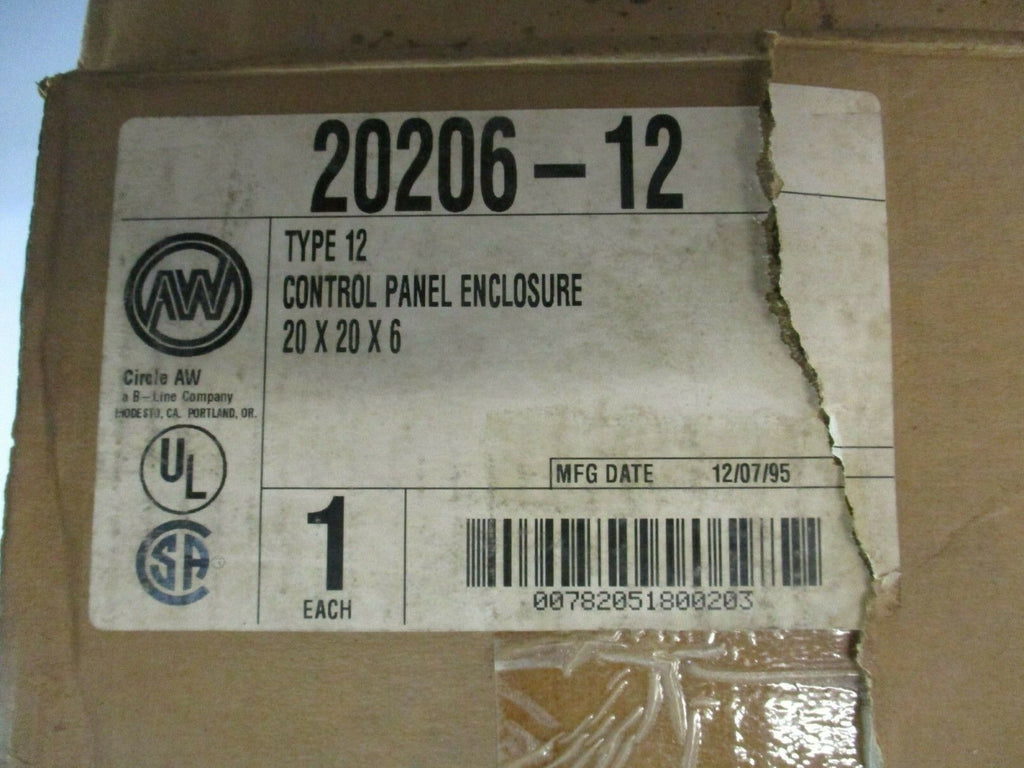 20206-12
TYPE 12
CONTROL PANEL ENCLOSURE
20 X 20 X 6
AW
Circle AW
a B-Line Company
MODESTO, CA. PORTLAND, OR.
UL
SA
MFG DATE 12/07/95
1
EACH
00782051800203